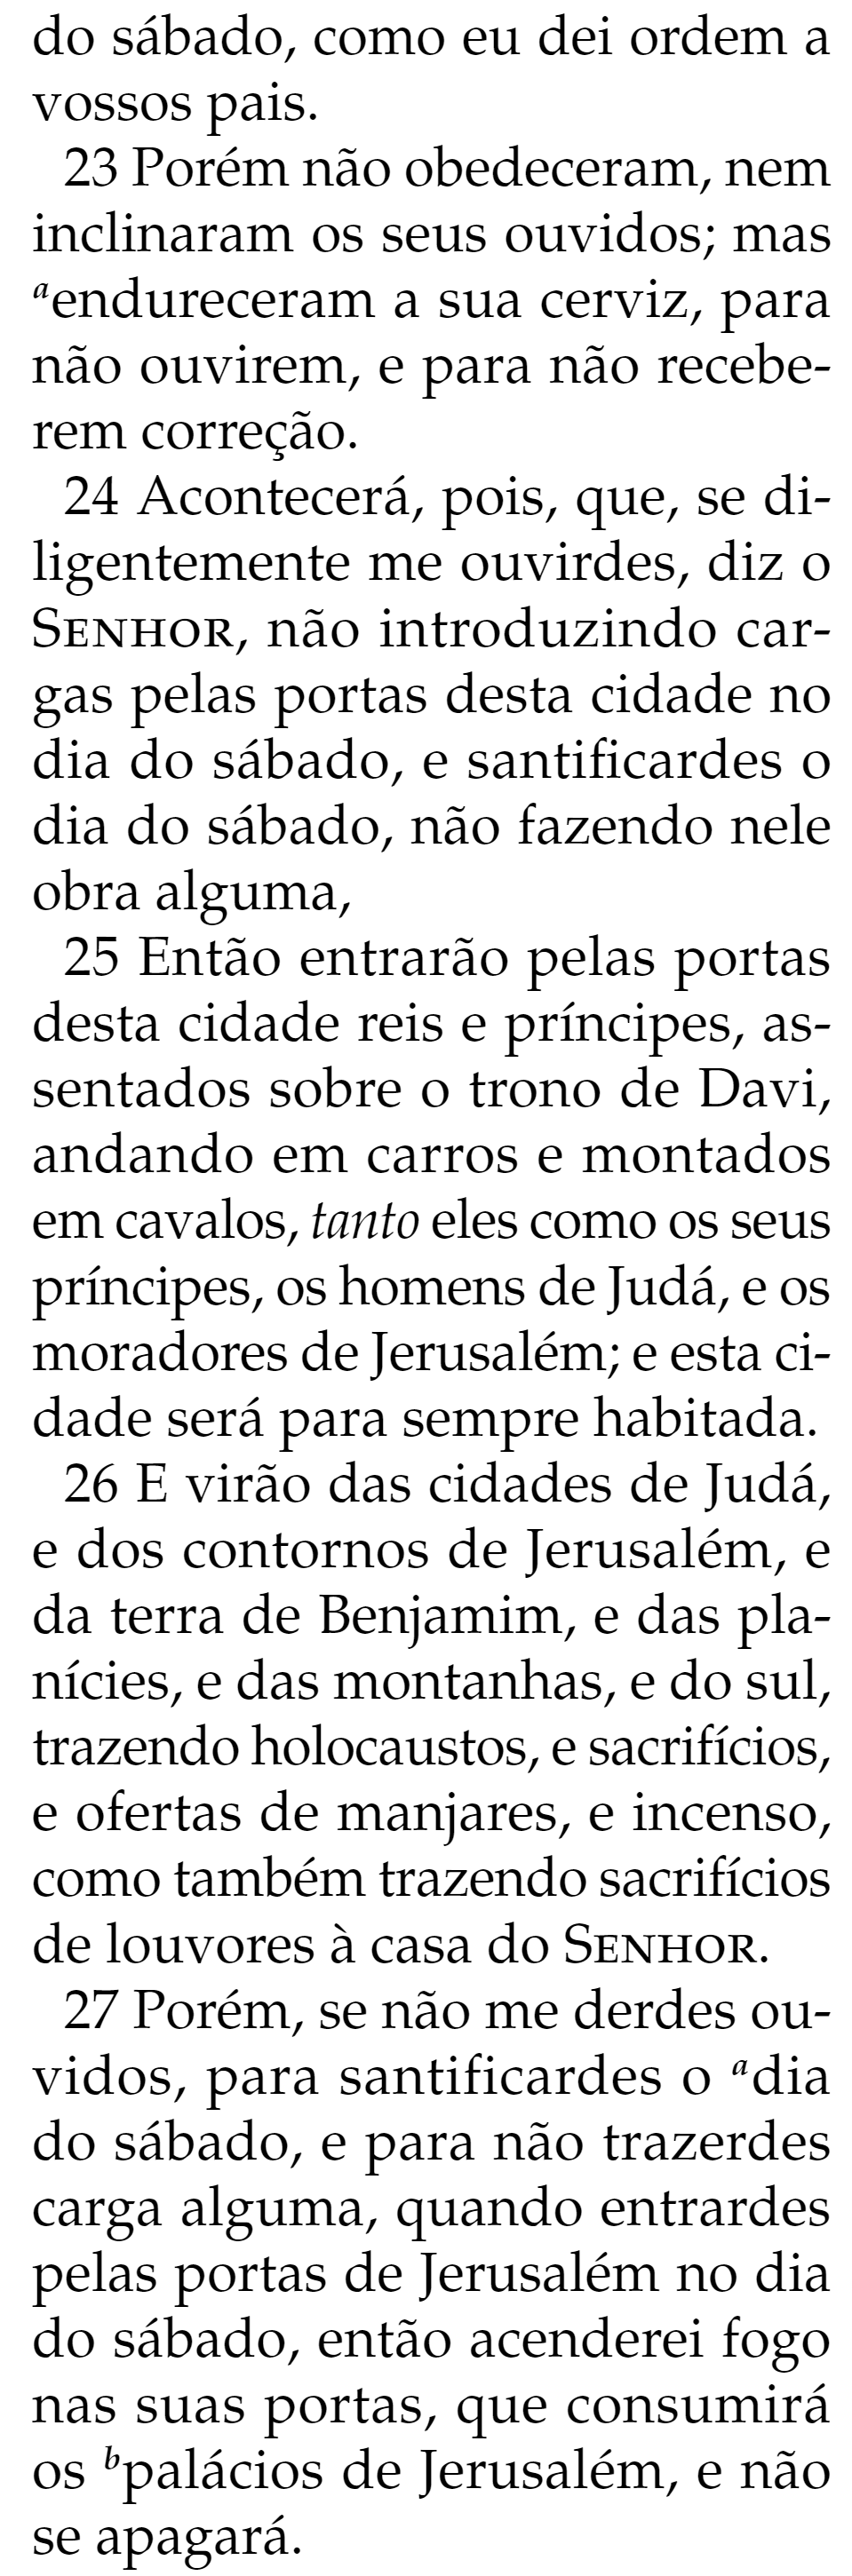 do sábado, como eu dei ordem a
vossos pais.
23 Porém não obedeceram, nem
inclinaram os seus ouvidos; mas
ᵃendureceram a sua cerviz, para
não ouvirem, e para não recebe-
rem correção.
24 Acontecerá, pois, que, se di-
ligentemente me ouvirdes, diz o
SENHOR, não introduzindo car-
gas pelas portas desta cidade no
dia do sábado, e santificardes o
dia do sábado, não fazendo nele
obra alguma,
25 Então entrarão pelas portas
desta cidade reis e príncipes, as-
sentados sobre o trono de Davi,
andando em carros e montados
em cavalos, tanto eles como os seus
príncipes, os homens de Judá, e os
moradores de Jerusalém; e esta ci-
dade será para sempre habitada.
26 E virão das cidades de Judá,
e dos contornos de Jerusalém, e
da terra de Benjamim, e das pla-
nícies, e das montanhas, e do sul,
trazendo holocaustos, e sacrifícios,
e ofertas de manjares, e incenso,
como também trazendo sacrifícios
de louvores à casa do SENHOR.
27 Porém, se não me derdes ou-
vidos, para santificardes o ᵃdia
do sábado, e para não trazerdes
carga alguma, quando entrardes
pelas portas de Jerusalém no dia
do sábado, então acenderei fogo
nas suas portas, que consumirá
os ᵇpalácios de Jerusalém, e não
se apagará.